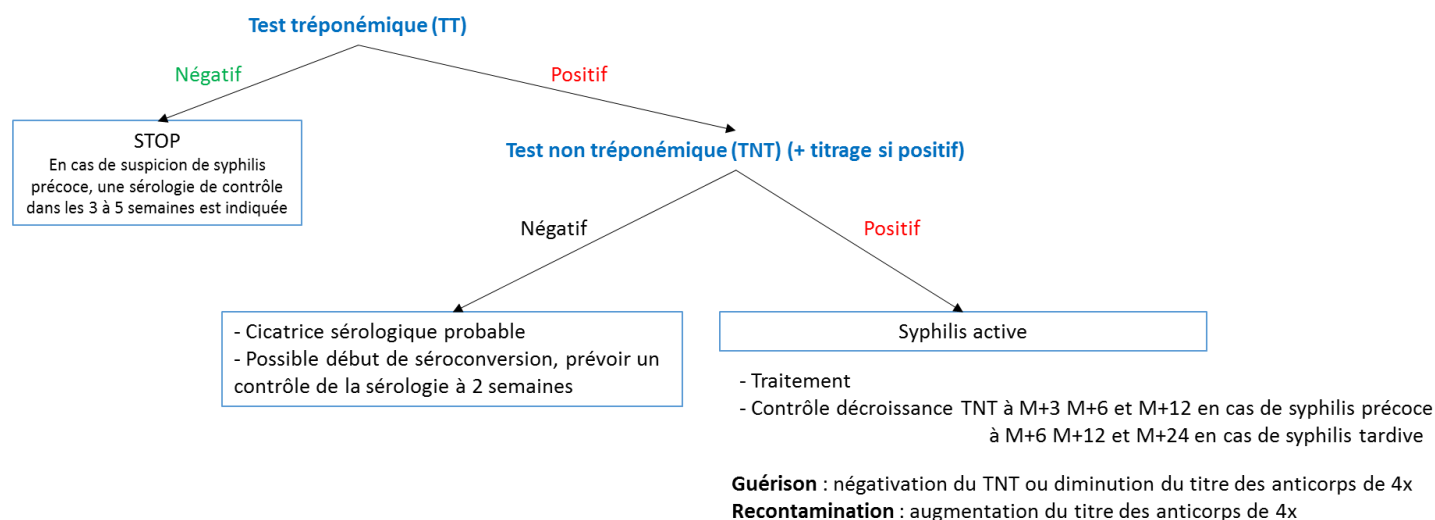 Test tréponémique (TT)
Négatif
Positif
STOP
En cas de suspicion de syphilis
précoce, une sérologie de contrôle
dans les 3 à 5 semaines est indiquée
Test non tréponémique (TNT) (+ titrage si positif)
Négatif
Positif
- Cicatrice sérologique probable
- Possible début de séroconversion, prévoir un
contrôle de la sérologie à 2 semaines
Syphilis active
- Traitement
- Contrôle décroissance TNT à M+3 M+6 et M+12 en cas de syphilis précoce
à M+6 M+12 et M+24 en cas de syphilis tardive
Guérison : négativation du TNT ou diminution du titre des anticorps de 4x
Recontamination : augmentation du titre des anticorps de 4x